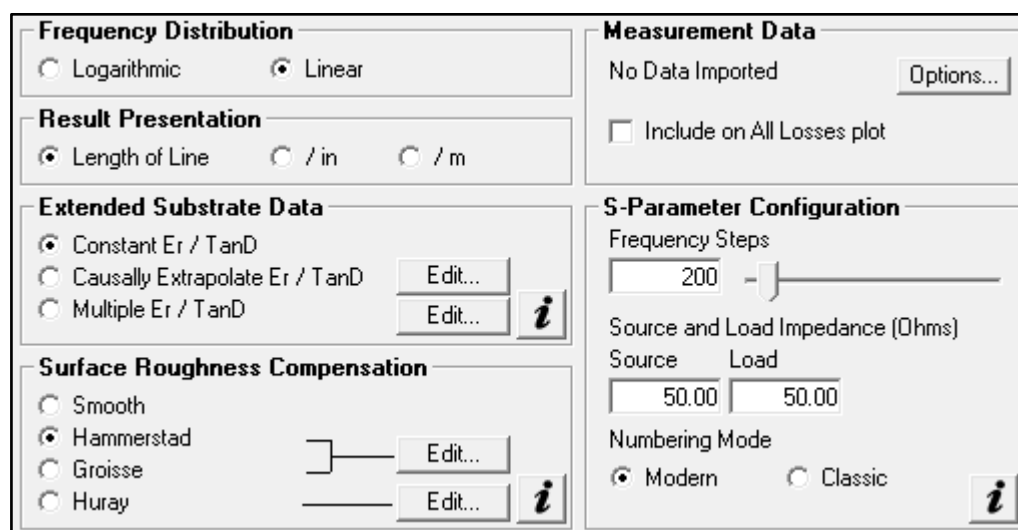 Frequency Distribution
Logarithmic Linear
Result Presentation
Length of Line / in / m
Extended Substrate Data
Constant Er / TanD
Causally Extrapolate Er / TanD Edit...
Multiple Er / TanD Edit...
i
Surface Roughness Compensation
Smooth
Hammerstad
Edit...
Groisse
Huray Edit...
i
Measurement Data
No Data Imported Options...
Include on All Losses plot
S-Parameter Configuration
Frequency Steps
200
Source and Load Impedance (Ohms)
Source Load
50.00 50.00
Numbering Mode
Modern Classic
i